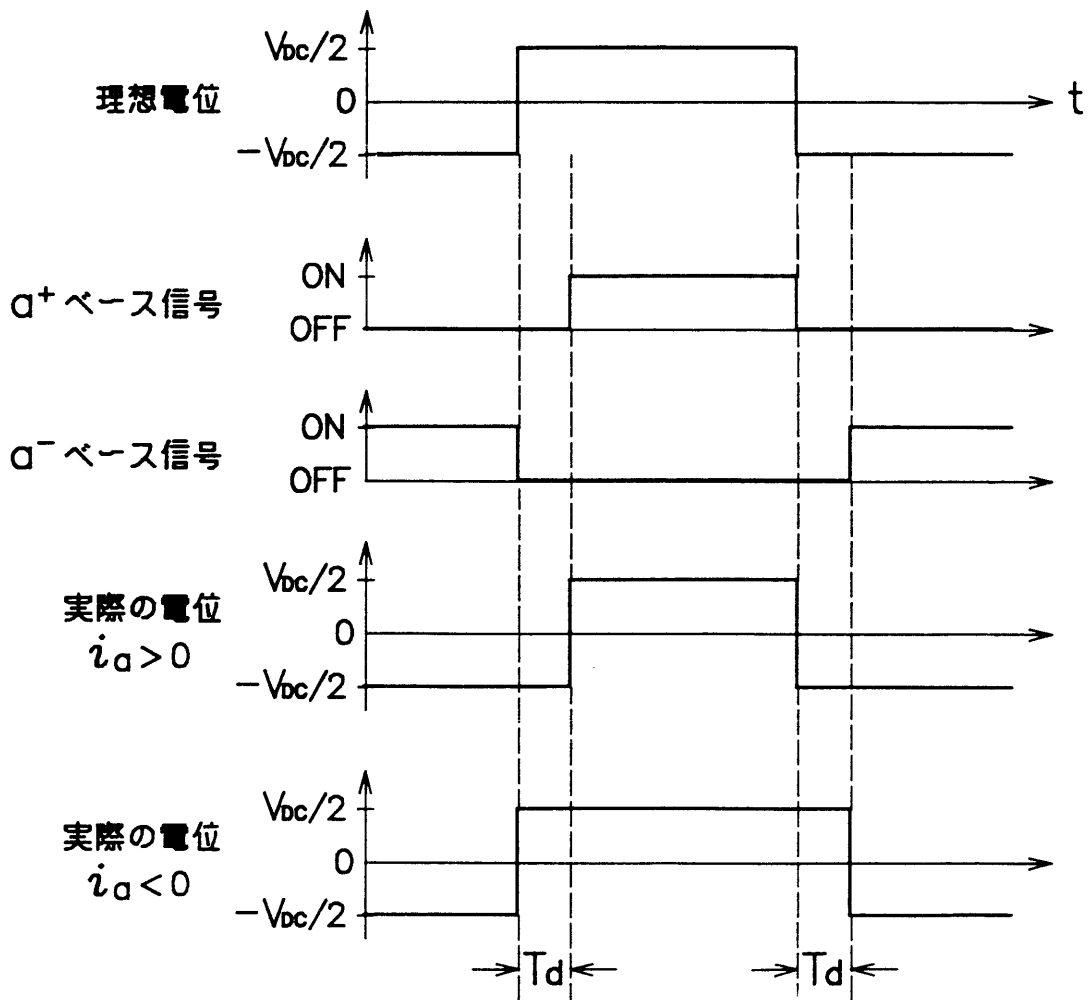 理想電位
VDC/2
0
-VDC/2
t
a⁺ベース信号
ON
OFF
a⁻ベース信号
ON
OFF
実際の電位
ia>0
VDC/2
0
-VDC/2
実際の電位
ia<0
VDC/2
0
-VDC/2
Td
Td